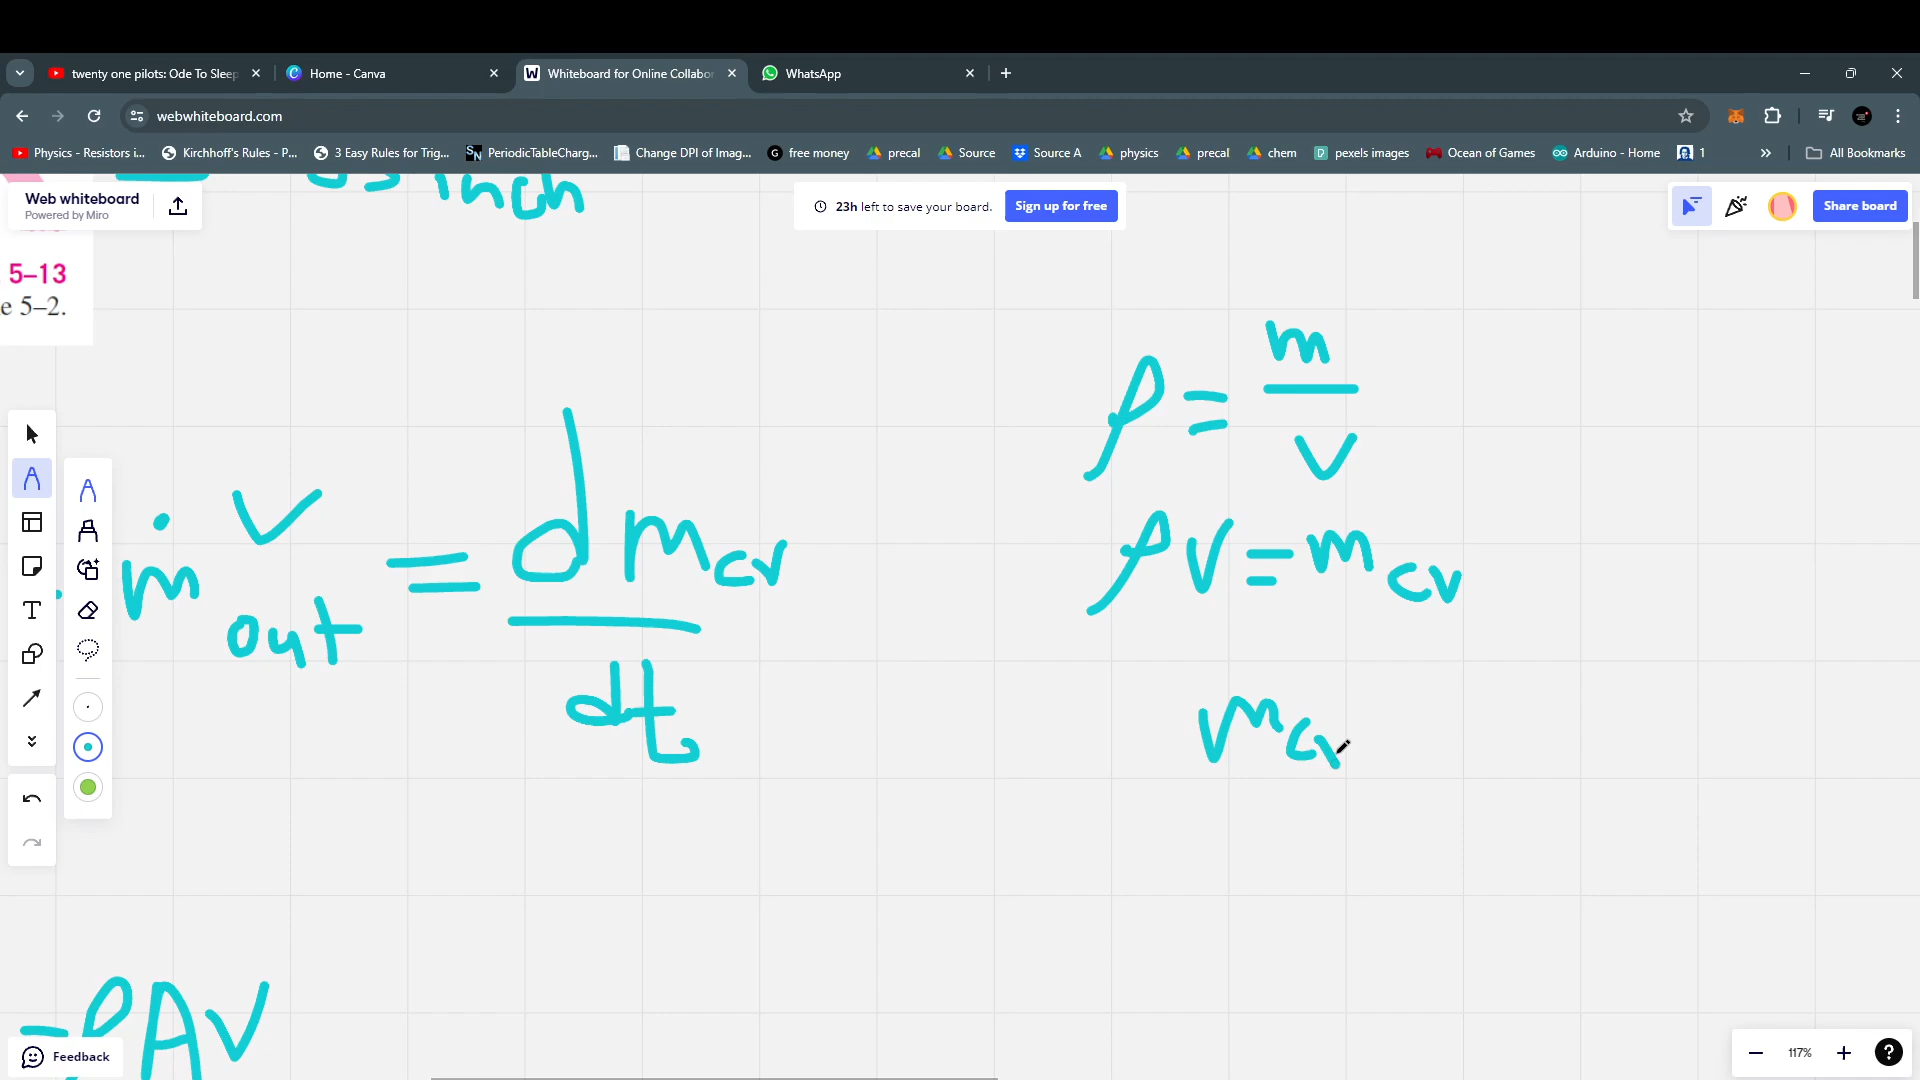 twenty one pilots: Ode To Sleep
Home - Canva
Whiteboard for Online Collabor
WhatsApp
webwhiteboard.com
Physics - Resistors i...
Kirchhoff's Rules - P...
3 Easy Rules for Trig...
PeriodicTableCharg...
Change DPI of Imag...
free money
precal
Source
Source A
physics
precal
chem
pexels images
Ocean of Games
Arduino - Home
1
All Bookmarks
Web whiteboard
Powered by Miro
23h left to save your board.
Sign up for free
Share board
inch
5–13
e 5–2.
ρ = m/V
ṁ out = dm cv / dt
ρV = m cv
m cv
= ρAV
Feedback
117%